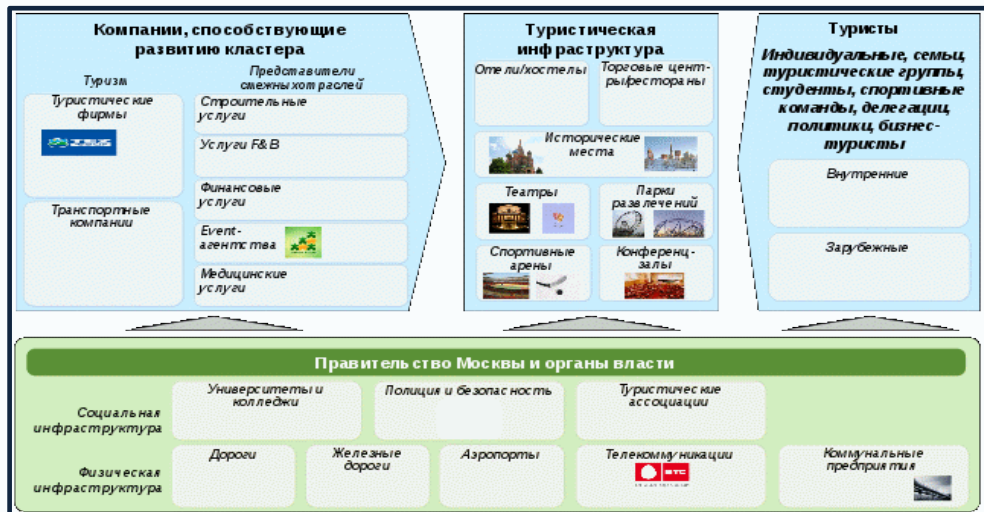 Компании, способствующие
развитию кластера
Туризм
Туристические
фирмы
Транспортные
компании
Представители
смежных отраслей
Строительные
услуги
Услуги F&B
Финансовые
услуги
Event-
агентства
Медицинские
услуги
Туристическая
инфраструктура
Отели/хостелы
Торговые цент-
ры/рестораны
Исторические
места
Театры
Парки
развлечений
Спортивные
арены
Конференц-
залы
Туристы
Индивидуальные, семьи,
туристические группы,
студенты, спортивные
команды, делегации,
политики, бизнес-
туристы
Внутренние
Зарубежные
Правительство Москвы и органы власти
Социальная
инфраструктура
Университеты и
колледжи
Полиция и безопасность
Туристические
ассоциации
Физическая
инфраструктура
Дороги
Железные
дороги
Аэропорты
Телекоммуникации
МТС
Коммунальные
предприятия